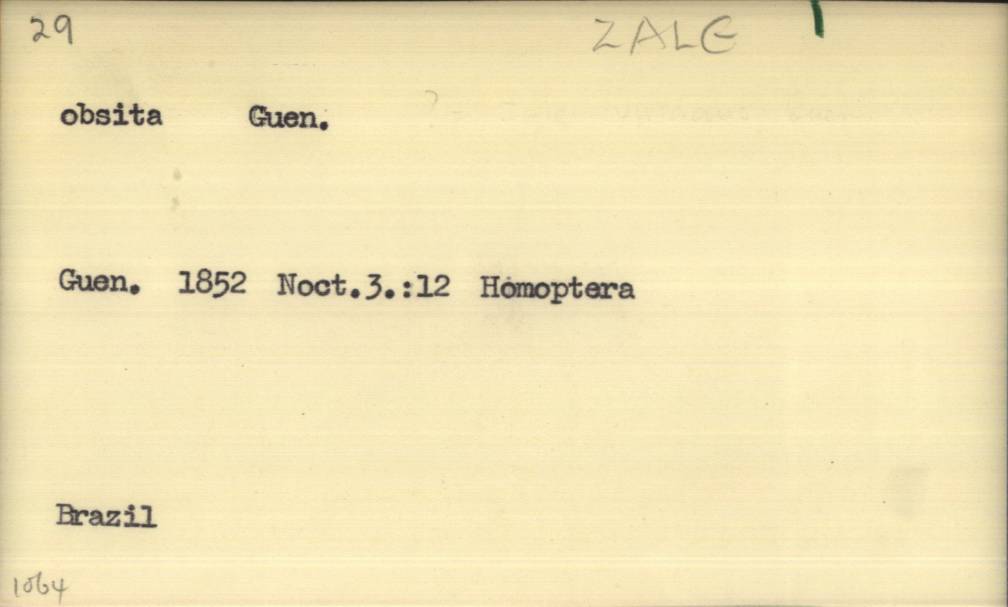 29 ZALE
obsita Guen.
Guen. 1852 Noct.3.:12 Homoptera
Brazil
1064